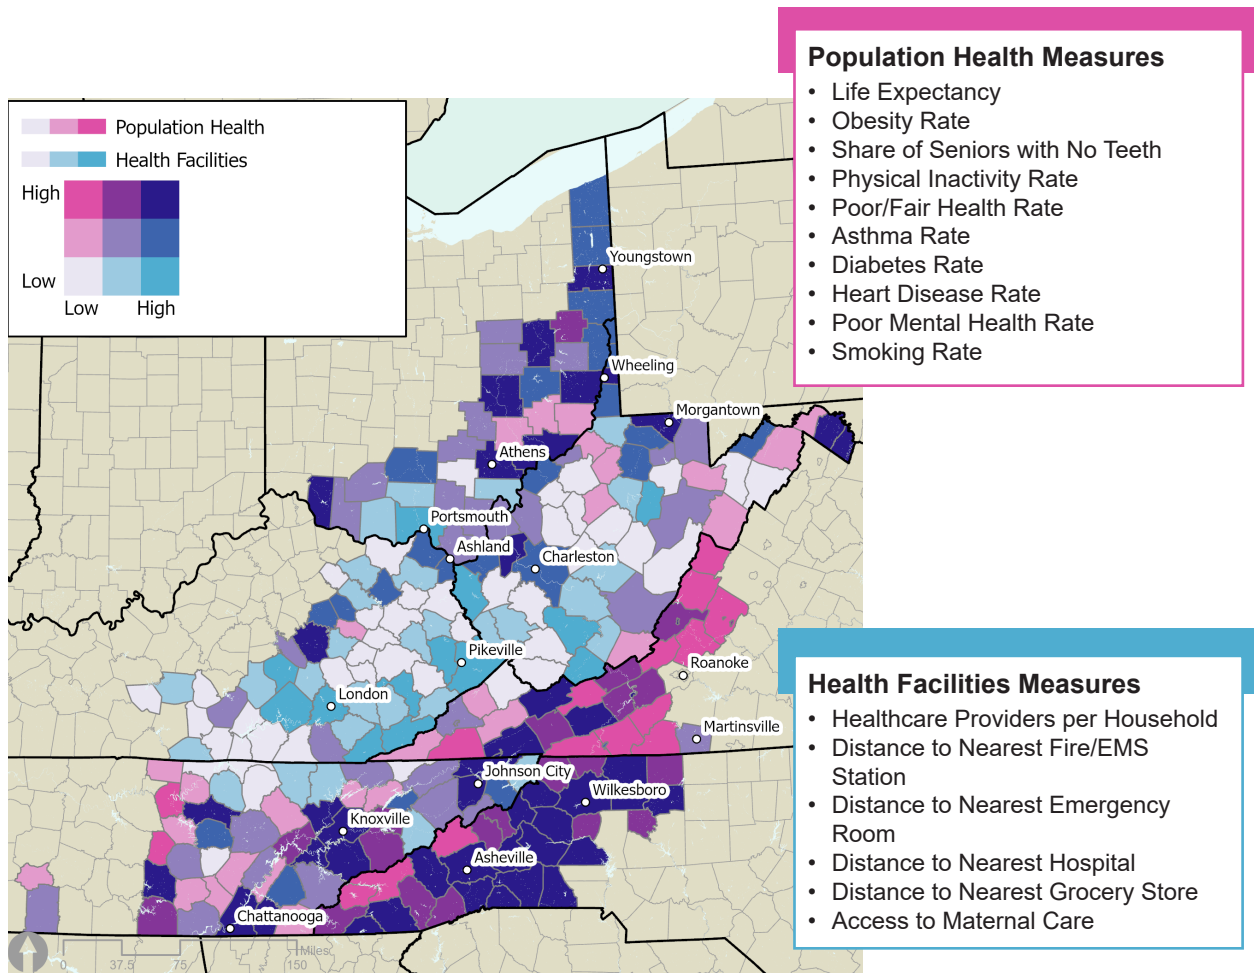 Population Health Measures
• Life Expectancy
• Obesity Rate
• Share of Seniors with No Teeth
• Physical Inactivity Rate
• Poor/Fair Health Rate
• Asthma Rate
• Diabetes Rate
• Heart Disease Rate
• Poor Mental Health Rate
• Smoking Rate
Population Health
Health Facilities
High
Low
Low High
Youngstown
Wheeling
Morgantown
Athens
Portsmouth
Ashland
Charleston
Pikeville
Roanoke
London
Martinsville
Johnson City
Wilkesboro
Knoxville
Asheville
Chattanooga
Miles
0 37.5 75 150
Health Facilities Measures
• Healthcare Providers per Household
• Distance to Nearest Fire/EMS
Station
• Distance to Nearest Emergency
Room
• Distance to Nearest Hospital
• Distance to Nearest Grocery Store
• Access to Maternal Care